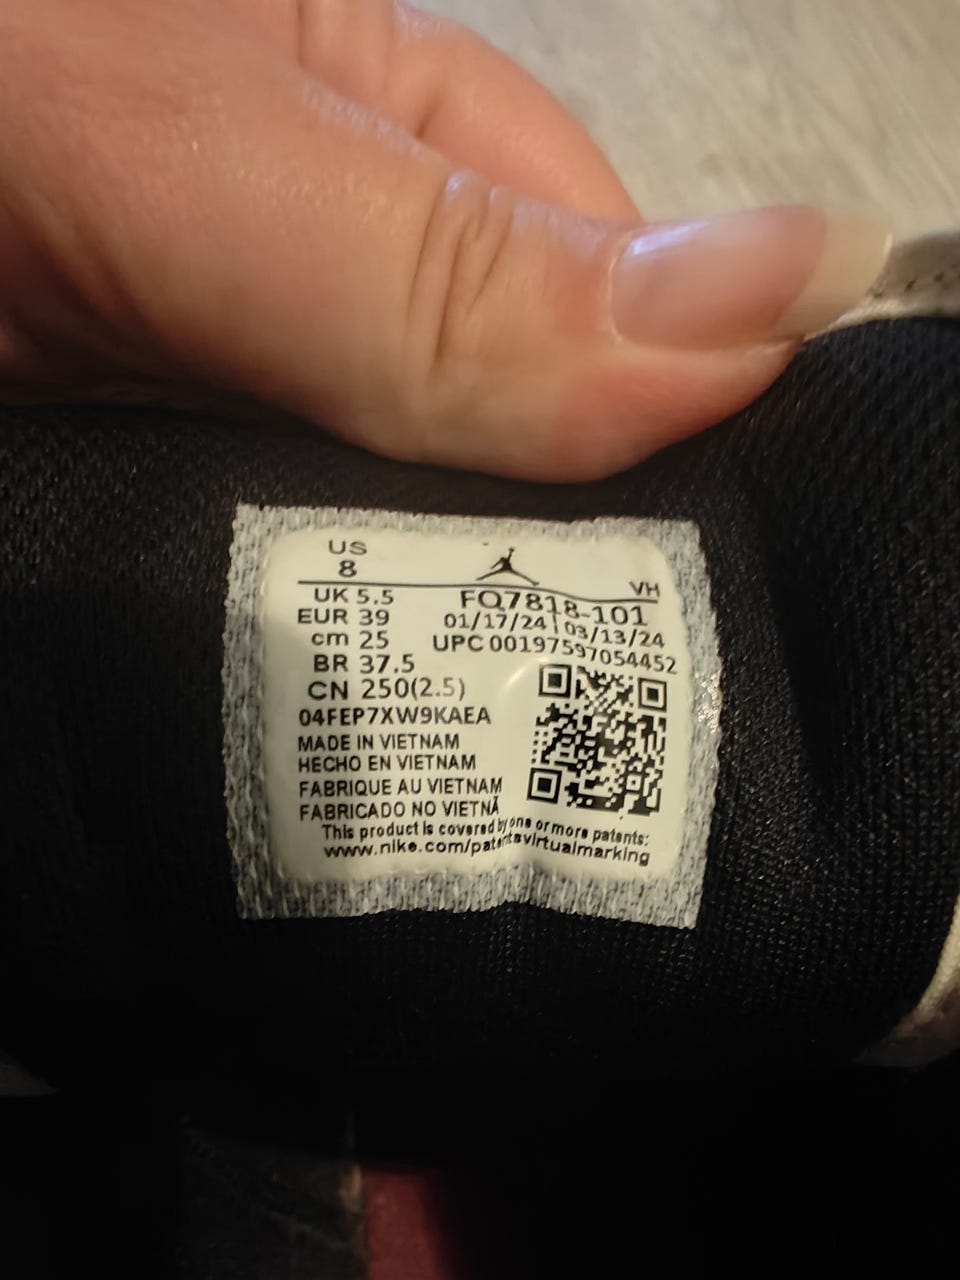 US
8
VH
UK 5.5
FQ7818-101
EUR 39
01/17/24 | 03/13/24
cm 25
UPC 00197597054452
BR 37.5
CN 250(2.5)
04FEP7XW9KAEA
MADE IN VIETNAM
HECHO EN VIETNAM
FABRIQUE AU VIETNAM
FABRICADO NO VIETNÃ
This product is covered by one or more patents:
www.nike.com/patentsvirtualmarking